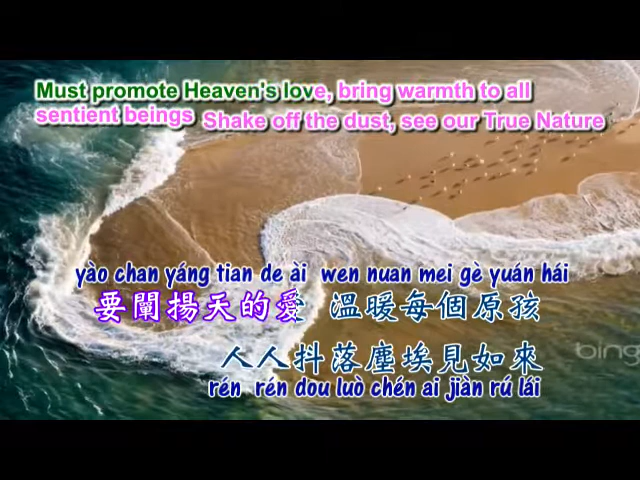 Must promote Heaven's love, bring warmth to all
sentient beings Shake off the dust, see our True Nature
yào chan yáng tian de ài wen nuan mei gè yuán hái
要闡揚天的愛 溫暖每個原孩
人人抖落塵埃見如來
rén rén dou luò chén ai jiàn rú lái
bing